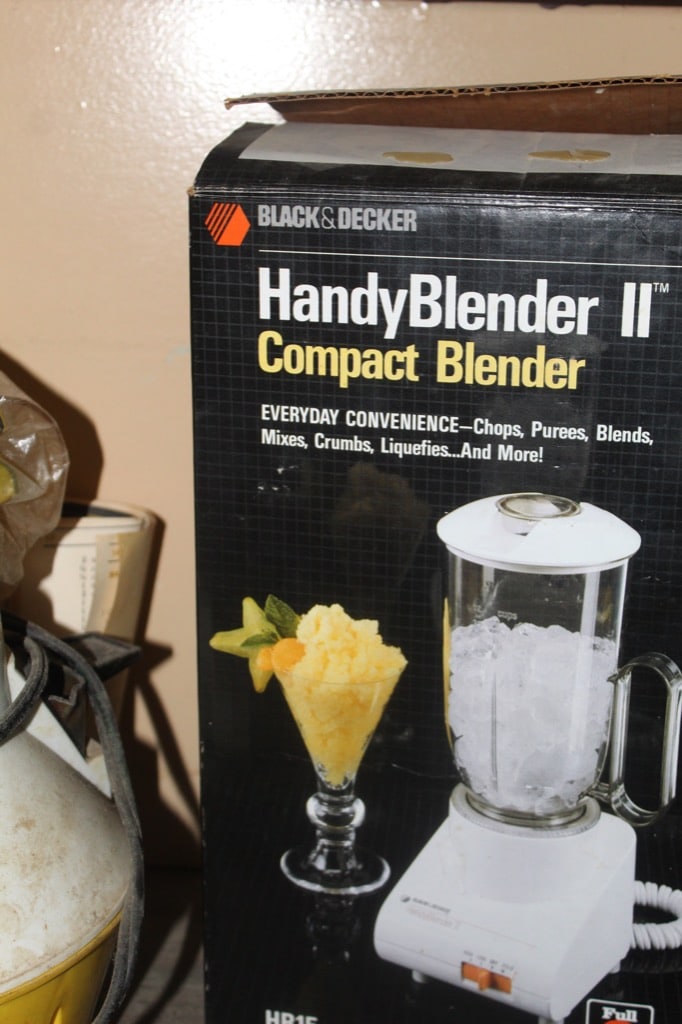 BLACK&DECKER
HandyBlender II™
Compact Blender
EVERYDAY CONVENIENCE—Chops, Purees, Blends,
Mixes, Crumbs, Liquefies...And More!
Full